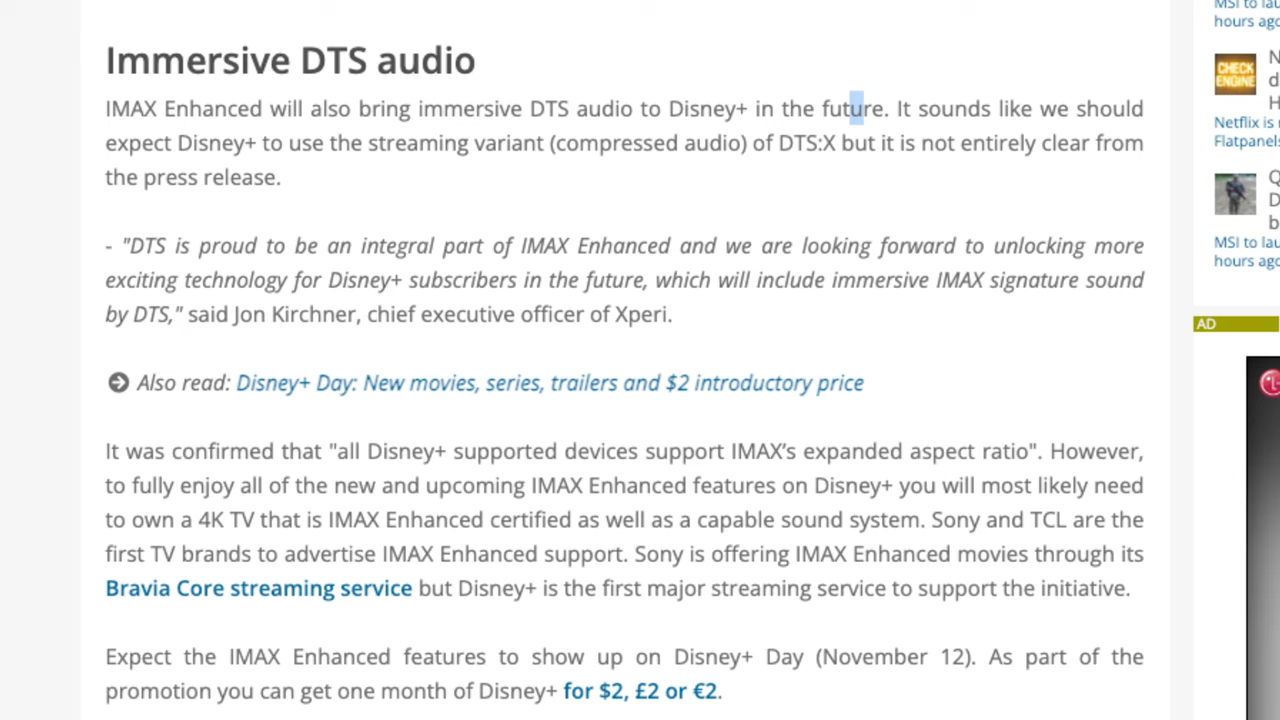 Immersive DTS audio
IMAX Enhanced will also bring immersive DTS audio to Disney+ in the future. It sounds like we should
expect Disney+ to use the streaming variant (compressed audio) of DTS:X but it is not entirely clear from
the press release.
- "DTS is proud to be an integral part of IMAX Enhanced and we are looking forward to unlocking more
exciting technology for Disney+ subscribers in the future, which will include immersive IMAX signature sound
by DTS," said Jon Kirchner, chief executive officer of Xperi.
Also read: Disney+ Day: New movies, series, trailers and $2 introductory price
It was confirmed that "all Disney+ supported devices support IMAX’s expanded aspect ratio". However,
to fully enjoy all of the new and upcoming IMAX Enhanced features on Disney+ you will most likely need
to own a 4K TV that is IMAX Enhanced certified as well as a capable sound system. Sony and TCL are the
first TV brands to advertise IMAX Enhanced support. Sony is offering IMAX Enhanced movies through its
Bravia Core streaming service but Disney+ is the first major streaming service to support the initiative.
Expect the IMAX Enhanced features to show up on Disney+ Day (November 12). As part of the
promotion you can get one month of Disney+ for $2, £2 or €2.
MSI to lau
hours ago
CHECK
ENGINE
N
d
H
Netflix is
Flatpanels
Q
D
b
MSI to lau
hours ago
AD